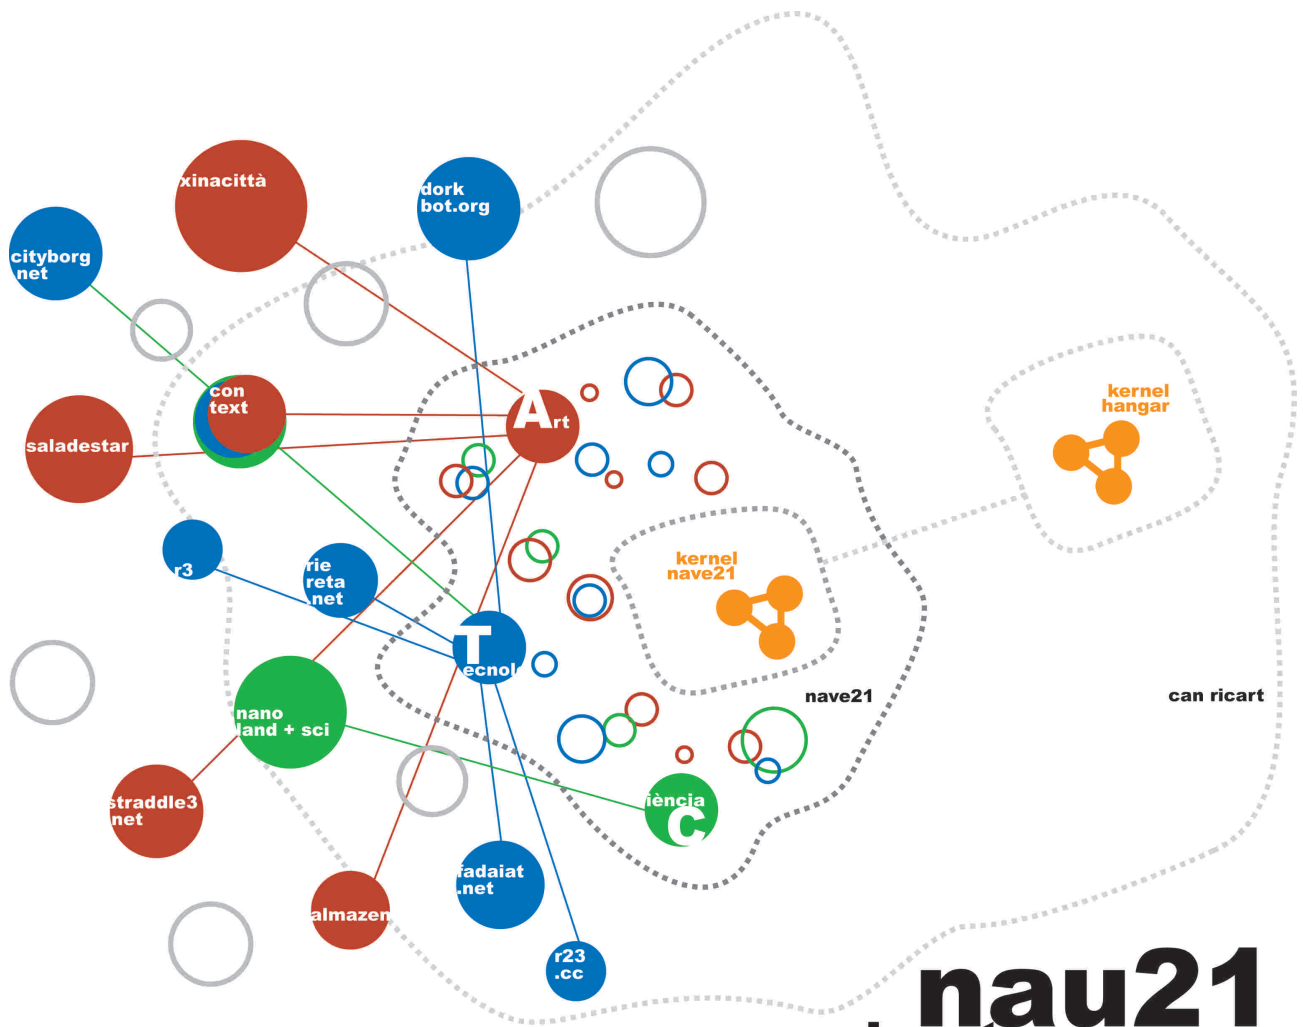 xinacittà
dork
bot.org
cityborg
net
con
text
kernel
hangar
Art
saladestar
kernel
nave21
r3
rie
reta
.net
Tecnolo
nave21
can ricart
nano
land + sci
straddle3
net
iència
C
fadaiat
.net
almazen
r23
.cc
nau21